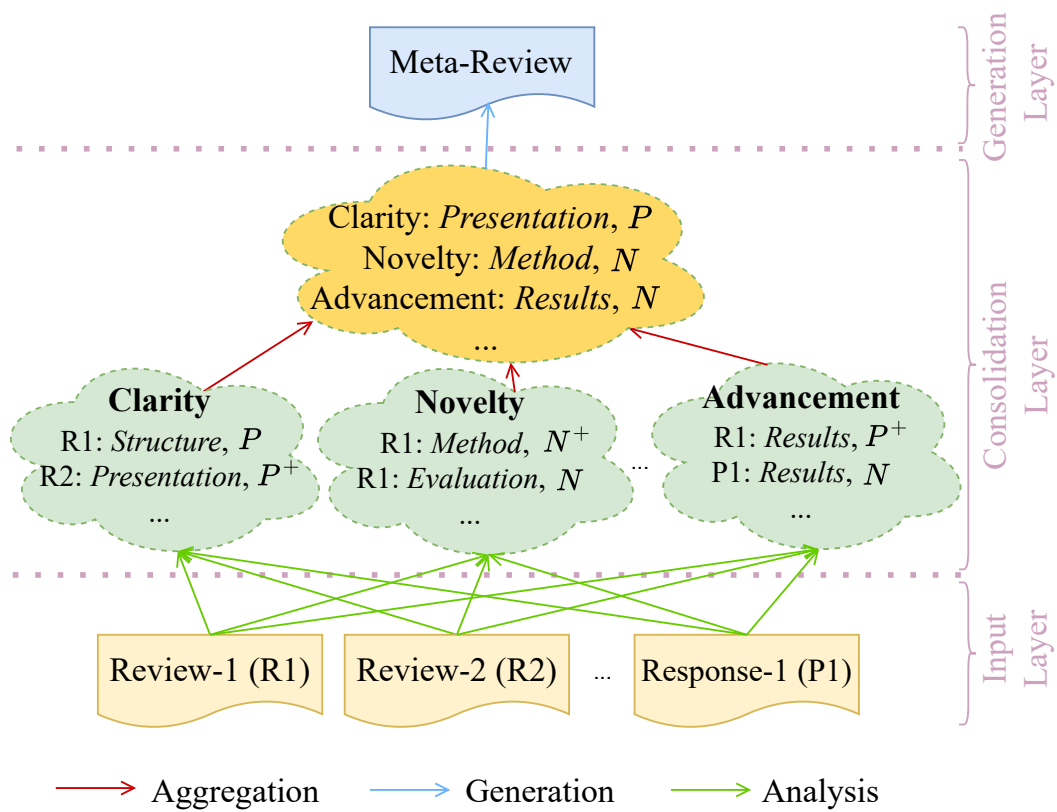 Meta-Review
Generation
Layer
Clarity: Presentation, P
Novelty: Method, N
Advancement: Results, N
...
Consolidation
Layer
Clarity
R1: Structure, P
R2: Presentation, P+
...
Novelty
R1: Method, N+
R1: Evaluation, N
...
...
Advancement
R1: Results, P+
P1: Results, N
...
Review-1 (R1)
Review-2 (R2)
...
Response-1 (P1)
Input
Layer
Aggregation
Generation
Analysis